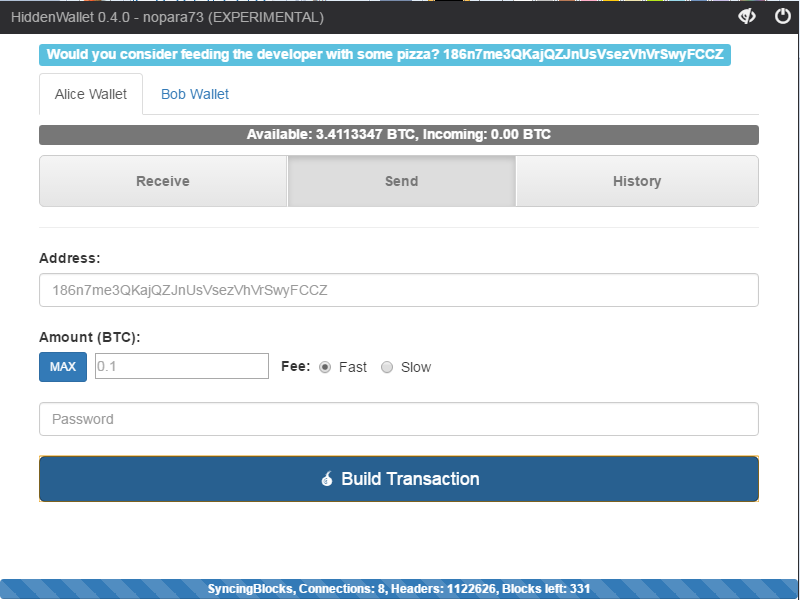 HiddenWallet 0.4.0 - nopara73 (EXPERIMENTAL)
Would you consider feeding the developer with some pizza? 186n7me3QKajQZJnUsVsezVhVrSwyFCCZ
Alice Wallet Bob Wallet
Available: 3.4113347 BTC, Incoming: 0.00 BTC
Receive Send History
Address:
186n7me3QKajQZJnUsVsezVhVrSwyFCCZ
Amount (BTC):
MAX 0.1 Fee: Fast Slow
Password
Build Transaction
SyncingBlocks, Connections: 8, Headers: 1122626, Blocks left: 331